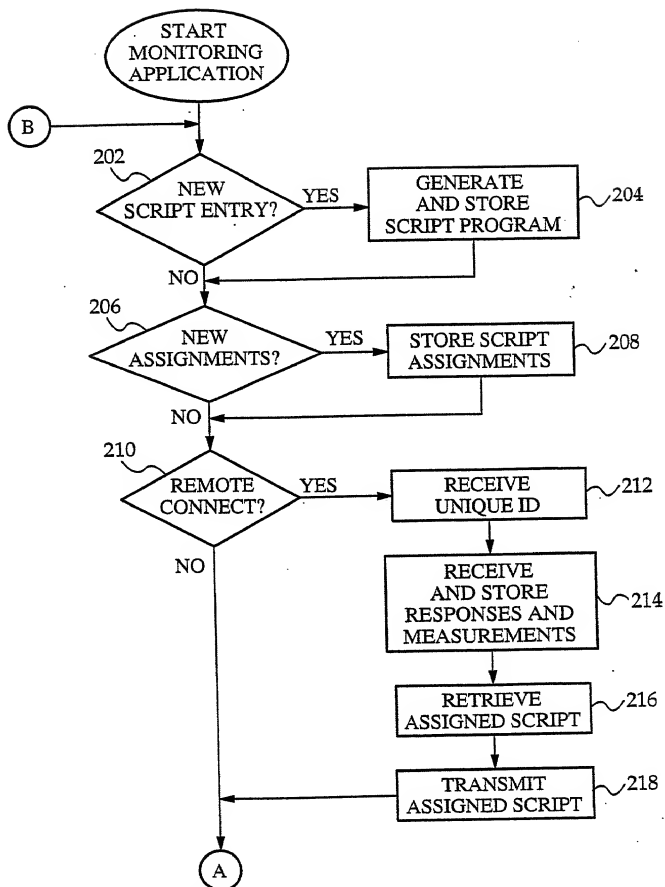 START
MONITORING
APPLICATION
B
202
NEW
SCRIPT ENTRY?
YES
GENERATE
AND STORE
SCRIPT PROGRAM
204
NO
206
NEW
ASSIGNMENTS?
YES
STORE SCRIPT
ASSIGNMENTS
208
NO
210
REMOTE
CONNECT?
YES
RECEIVE
UNIQUE ID
212
NO
RECEIVE
AND STORE
RESPONSES AND
MEASUREMENTS
214
RETRIEVE
ASSIGNED SCRIPT
216
TRANSMIT
ASSIGNED SCRIPT
218
A